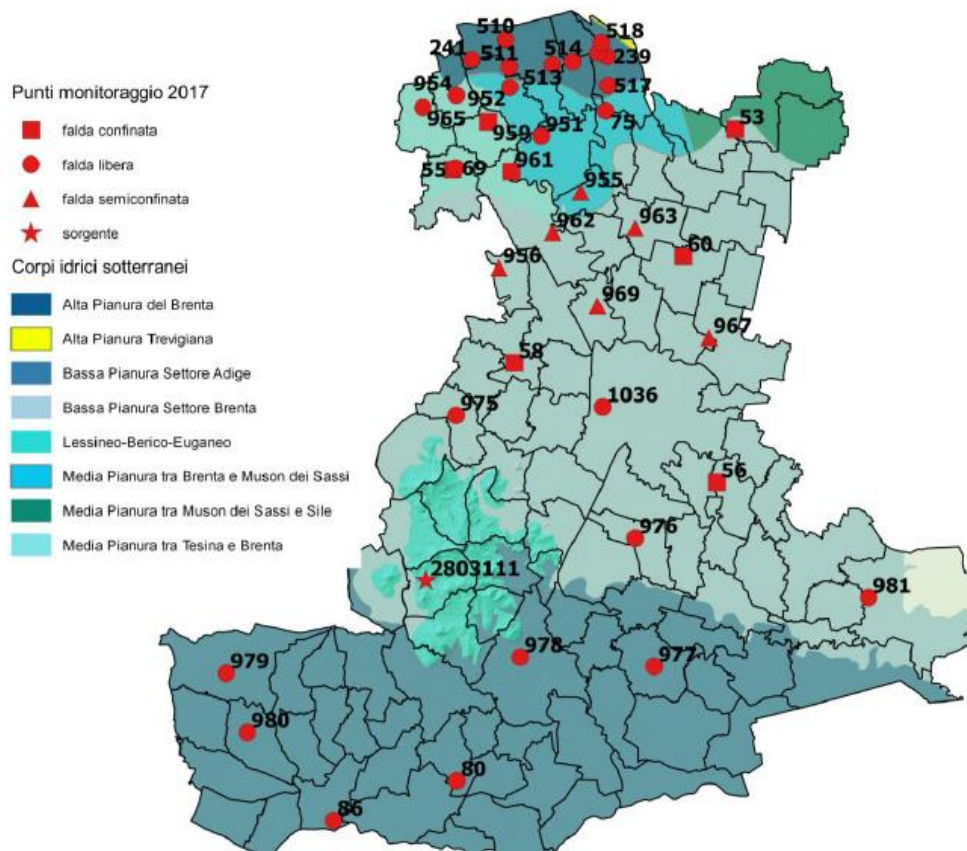 Punti monitoraggio 2017
falda confinata
falda libera
falda semiconfinata
sorgente
Corpi idrici sotterranei
Alta Pianura del Brenta
Alta Pianura Trevigiana
Bassa Pianura Settore Adige
Bassa Pianura Settore Brenta
Lessineo-Berico-Euganeo
Media Pianura tra Brenta e Muson dei Sassi
Media Pianura tra Muson dei Sassi e Sile
Media Pianura tra Tesina e Brenta
510
518
241
511
514
239
513
517
954
952
965
959
951
75
53
55
69
961
955
962
963
956
60
969
967
58
975
1036
56
976
2803111
981
978
977
979
980
80
86